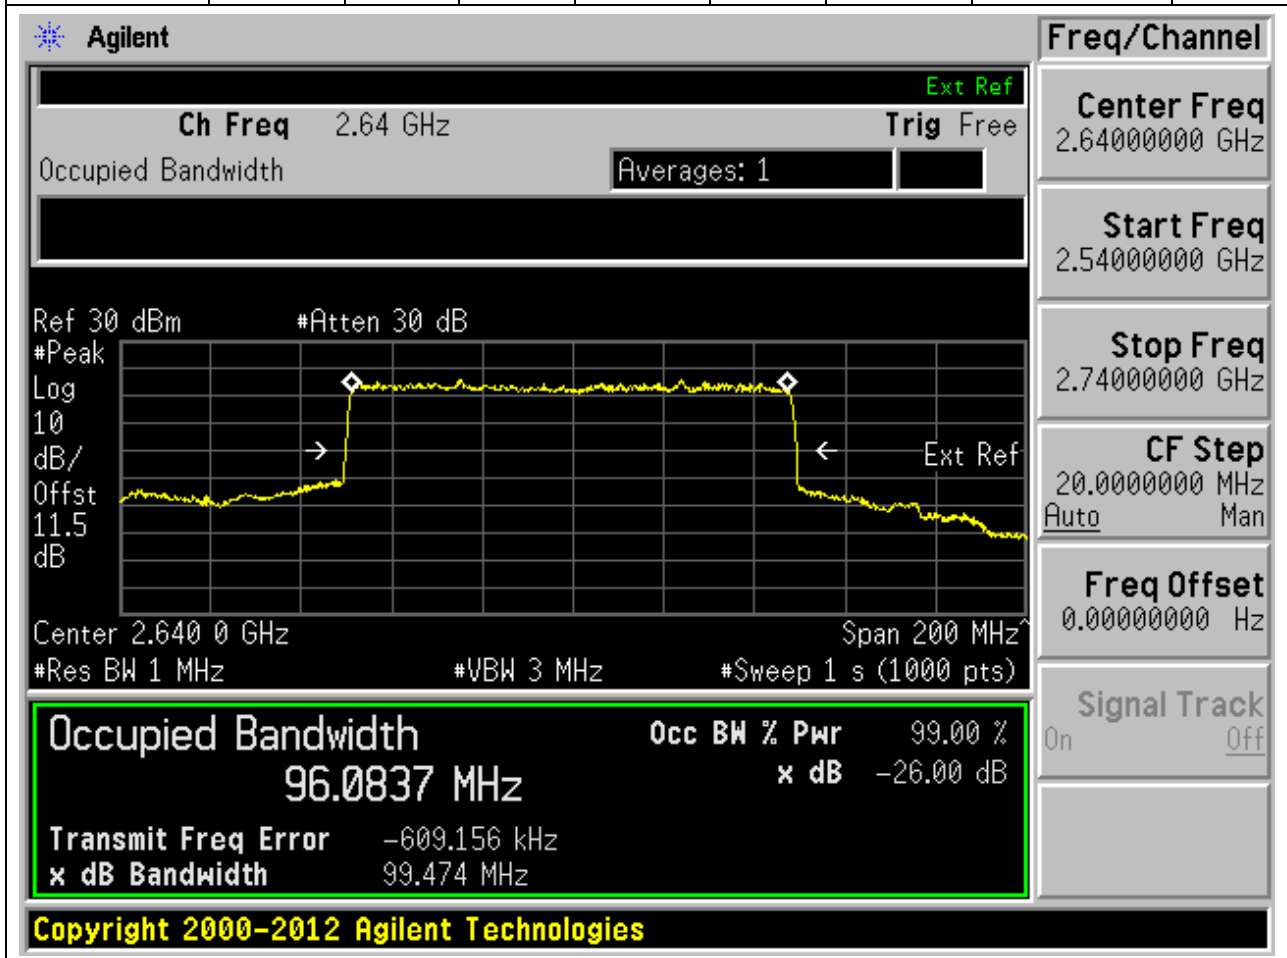 Agilent
Freq/Channel
Ext Ref
Ch Freq 2.64 GHz Trig Free
Occupied Bandwidth Averages: 1
Ref 30 dBm #Atten 30 dB
#Peak
Log
10
dB/
Offst
11.5
dB
Ext Ref
Center 2.640 0 GHz Span 200 MHz^
#Res BW 1 MHz #VBW 3 MHz #Sweep 1 s (1000 pts)
Occupied Bandwidth
96.0837 MHz
Occ BW % Pwr 99.00 %
x dB -26.00 dB
Transmit Freq Error -609.156 kHz
x dB Bandwidth 99.474 MHz
Copyright 2000-2012 Agilent Technologies
Center Freq
2.64000000 GHz
Start Freq
2.54000000 GHz
Stop Freq
2.74000000 GHz
CF Step
20.0000000 MHz
Auto Man
Freq Offset
0.00000000 Hz
Signal Track
On Off